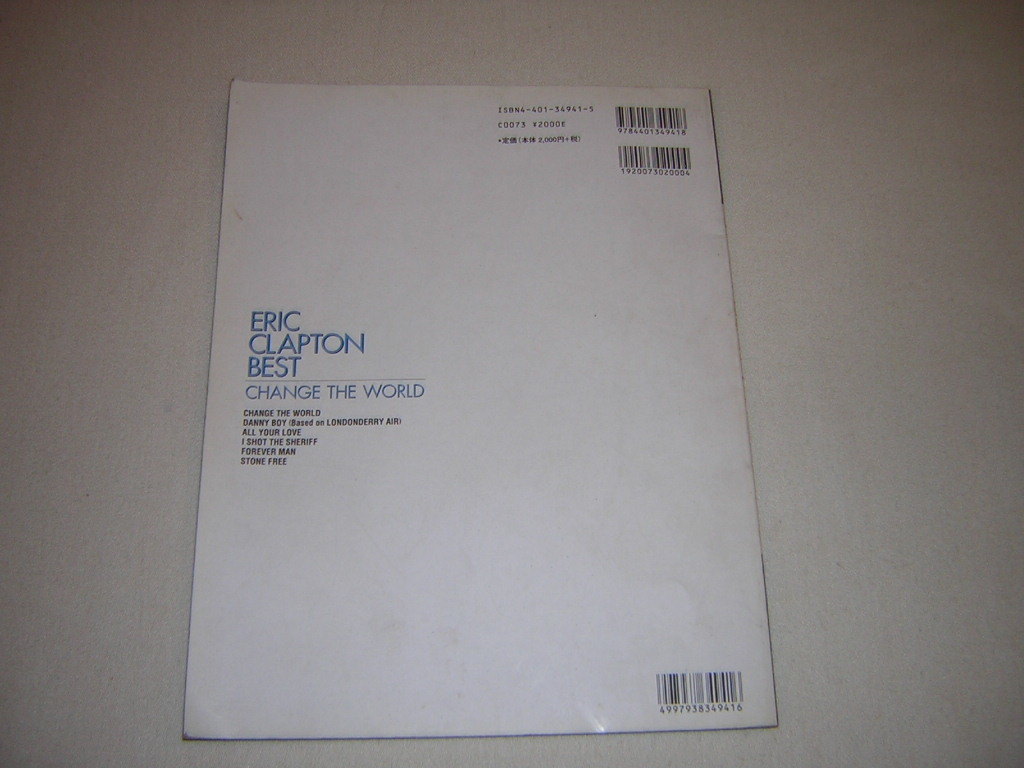 ISBN4-401-34941-5
C0073 ¥2000E
•定価(本体2,000円+税)
9784401349418
1920073020004
ERIC
CLAPTON
BEST
CHANGE THE WORLD
CHANGE THE WORLD
DANNY BOY (Based on LONDONDERRY AIR)
ALL YOUR LOVE
I SHOT THE SHERIFF
FOREVER MAN
STONE FREE
4997938349416